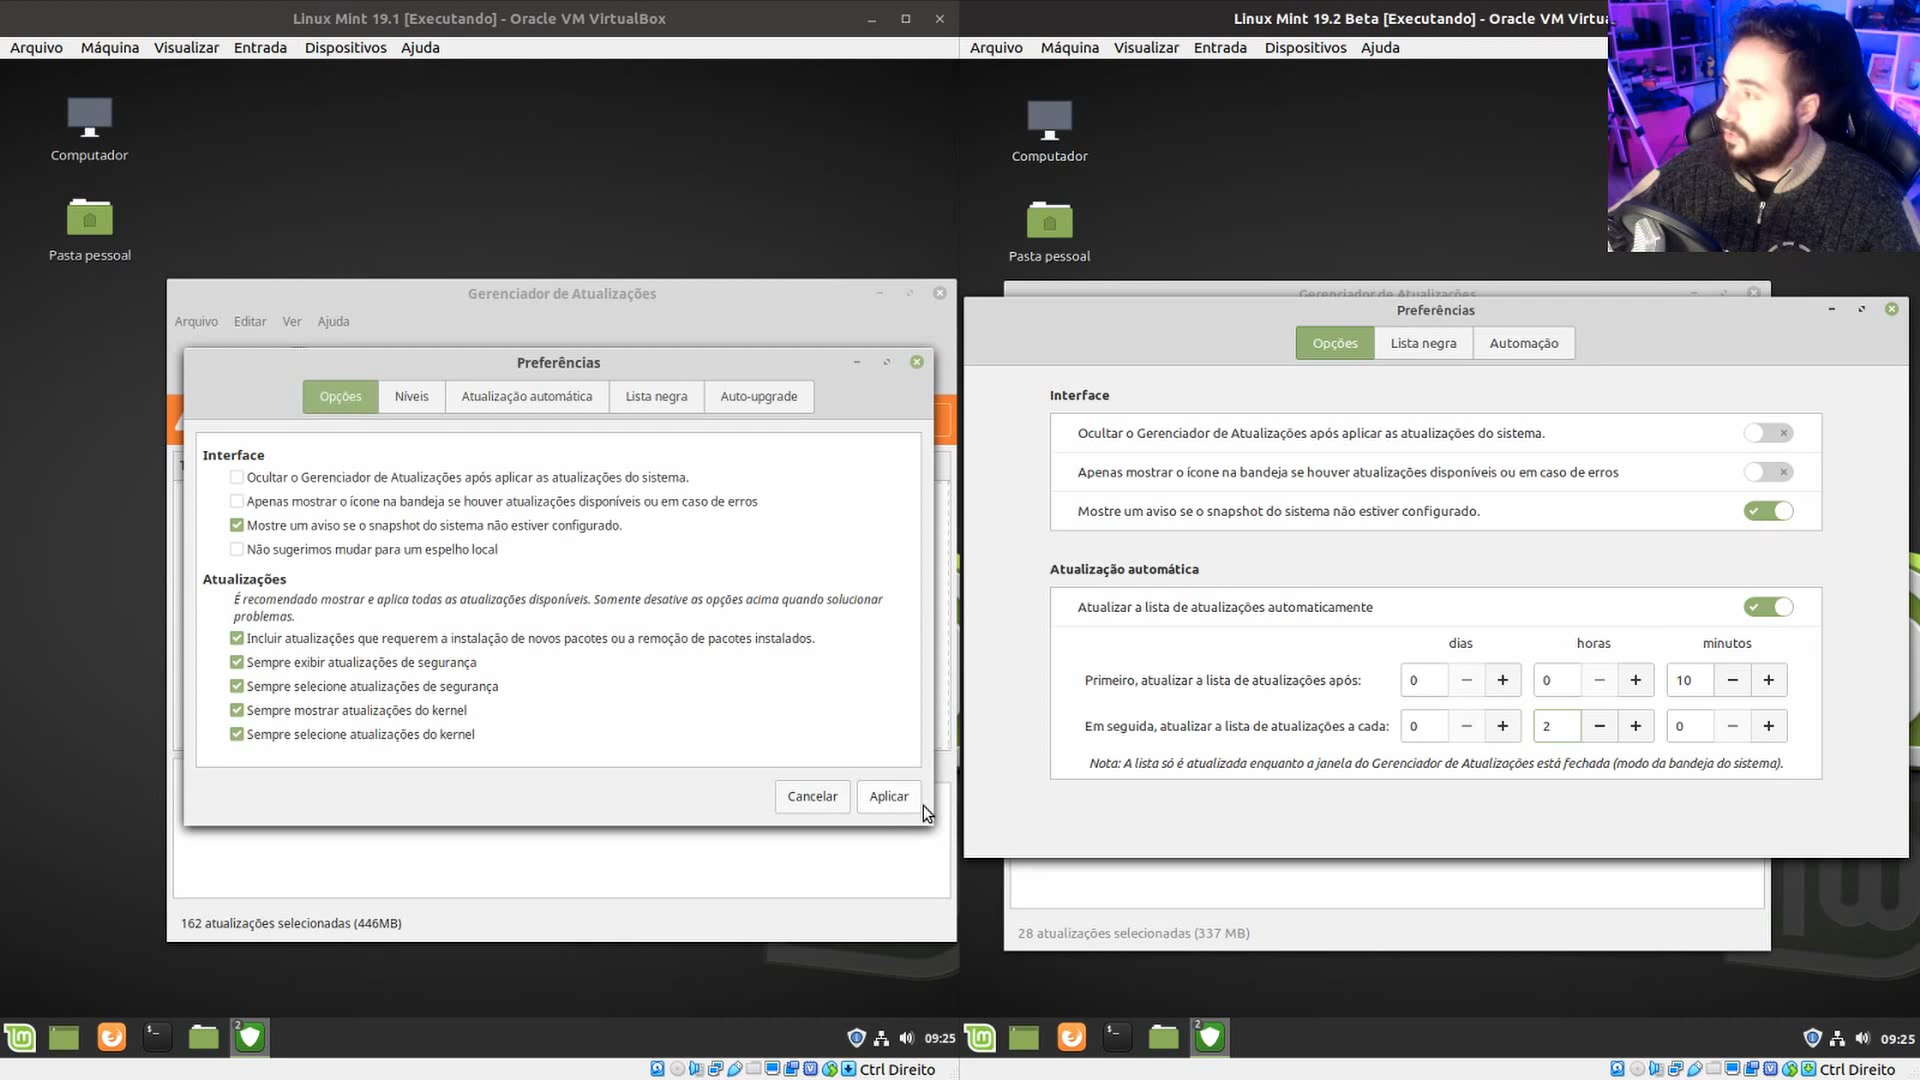 Linux Mint 19.1 [Executando] - Oracle VM VirtualBox
Arquivo Máquina Visualizar Entrada Dispositivos Ajuda
Computador
Pasta pessoal
Gerenciador de Atualizações
Arquivo Editar Ver Ajuda
Preferências
Opções Níveis Atualização automática Lista negra Auto-upgrade
Interface
Ocultar o Gerenciador de Atualizações após aplicar as atualizações do sistema.
Apenas mostrar o ícone na bandeja se houver atualizações disponíveis ou em caso de erros
Mostre um aviso se o snapshot do sistema não estiver configurado.
Não sugerimos mudar para um espelho local
Atualizações
É recomendado mostrar e aplica todas as atualizações disponíveis. Somente desative as opções acima quando solucionar
problemas.
Incluir atualizações que requerem a instalação de novos pacotes ou a remoção de pacotes instalados.
Sempre exibir atualizações de segurança
Sempre selecione atualizações de segurança
Sempre mostrar atualizações do kernel
Sempre selecione atualizações do kernel
Cancelar Aplicar
162 atualizações selecionadas (446MB)
2
09:25
Ctrl Direito
Linux Mint 19.2 Beta [Executando] - Oracle VM Virtua
Arquivo Máquina Visualizar Entrada Dispositivos Ajuda
Computador
Pasta pessoal
Gerenciador de Atualizações
Preferências
Opções Lista negra Automação
Interface
Ocultar o Gerenciador de Atualizações após aplicar as atualizações do sistema.
Apenas mostrar o ícone na bandeja se houver atualizações disponíveis ou em caso de erros
Mostre um aviso se o snapshot do sistema não estiver configurado.
Atualização automática
Atualizar a lista de atualizações automaticamente
dias horas minutos
Primeiro, atualizar a lista de atualizações após: 0 − + 0 − + 10 − +
Em seguida, atualizar a lista de atualizações a cada: 0 − + 2 − + 0 − +
Nota: A lista só é atualizada enquanto a janela do Gerenciador de Atualizações está fechada (modo da bandeja do sistema).
28 atualizações selecionadas (337 MB)
2
09:25
Ctrl Direito